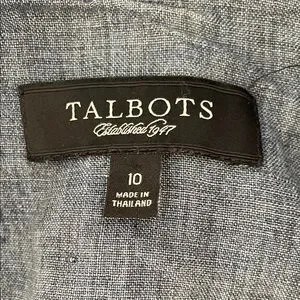 TALBOTS
Established 1947
10
MADE IN
THAILAND